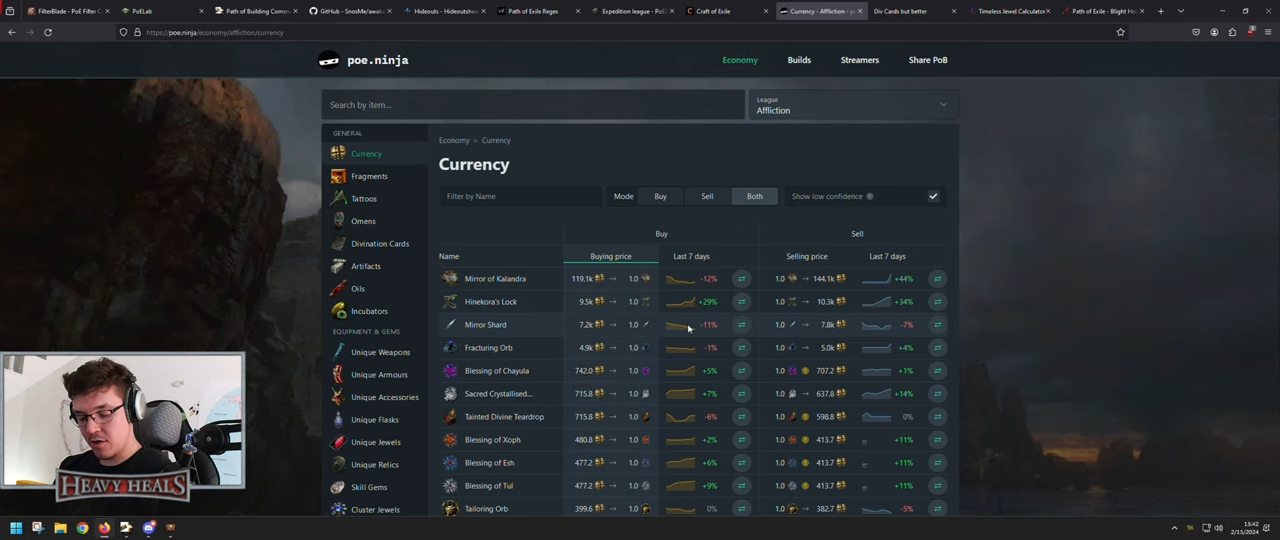 FilterBlade - PoE Filter C
PoELab
Path of Building Commu
GitHub - SnosMe/awak
Hideouts - Hideoutshow
Path of Exile Regex
Expedition league - PoED
Craft of Exile
Currency - Affliction - p
Div Cards but better
Timeless Jewel Calculator
Path of Exile - Blight He
https://poe.ninja/economy/affliction/currency
poe.ninja
Economy
Builds
Streamers
Share PoB
Search by item...
League
Affliction
GENERAL
Currency
Fragments
Tattoos
Omens
Divination Cards
Artifacts
Oils
Incubators
EQUIPMENT & GEMS
Unique Weapons
Unique Armours
Unique Accessories
Unique Flasks
Unique Jewels
Unique Relics
Skill Gems
Cluster Jewels
Economy > Currency
Currency
Filter by Name
Mode Buy Sell Both
Show low confidence
Buy Sell
Name Buying price Last 7 days Selling price Last 7 days
Mirror of Kalandra 119.1k → 1.0 -12% 1.0 → 144.1k +44%
Hinekora's Lock 9.5k → 1.0 +29% 1.0 → 10.3k +34%
Mirror Shard 7.2k → 1.0 -11% 1.0 → 7.8k -7%
Fracturing Orb 4.9k → 1.0 -1% 1.0 → 5.0k +4%
Blessing of Chayula 742.0 → 1.0 +5% 1.0 → 707.2 +1%
Sacred Crystallised... 715.8 → 1.0 +7% 1.0 → 637.8 +14%
Tainted Divine Teardrop 715.8 → 1.0 -6% 1.0 → 598.8 0%
Blessing of Xoph 480.8 → 1.0 +2% 1.0 → 413.7 +11%
Blessing of Esh 477.2 → 1.0 +6% 1.0 → 413.7 +11%
Blessing of Tul 477.2 → 1.0 +9% 1.0 → 413.7 +11%
Tailoring Orb 399.6 → 1.0 0% 1.0 → 382.7 -5%
HEAVY HEALS
56
15:42
2/15/2024